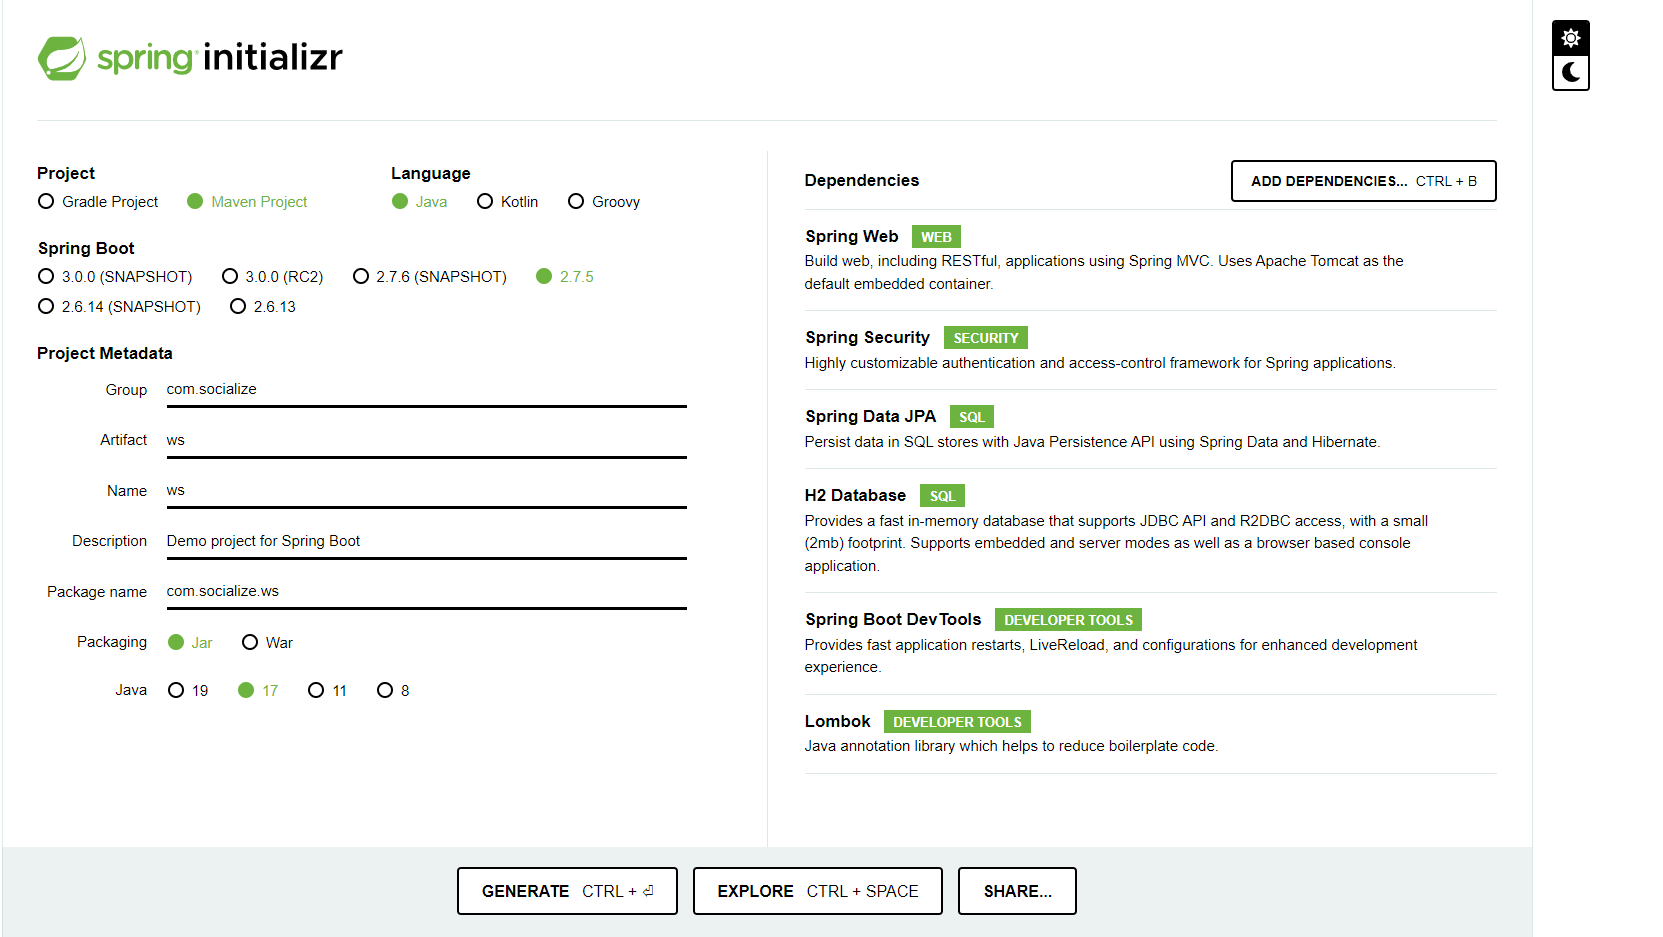 spring initializr
Project
Gradle Project Maven Project
Language
Java Kotlin Groovy
Spring Boot
3.0.0 (SNAPSHOT) 3.0.0 (RC2) 2.7.6 (SNAPSHOT) 2.7.5
2.6.14 (SNAPSHOT) 2.6.13
Project Metadata
Group com.socialize
Artifact ws
Name ws
Description Demo project for Spring Boot
Package name com.socialize.ws
Packaging Jar War
Java 19 17 11 8
Dependencies
ADD DEPENDENCIES... CTRL + B
Spring Web WEB
Build web, including RESTful, applications using Spring MVC. Uses Apache Tomcat as the
default embedded container.
Spring Security SECURITY
Highly customizable authentication and access-control framework for Spring applications.
Spring Data JPA SQL
Persist data in SQL stores with Java Persistence API using Spring Data and Hibernate.
H2 Database SQL
Provides a fast in-memory database that supports JDBC API and R2DBC access, with a small
(2mb) footprint. Supports embedded and server modes as well as a browser based console
application.
Spring Boot DevTools DEVELOPER TOOLS
Provides fast application restarts, LiveReload, and configurations for enhanced development
experience.
Lombok DEVELOPER TOOLS
Java annotation library which helps to reduce boilerplate code.
GENERATE CTRL + ⏎
EXPLORE CTRL + SPACE
SHARE...